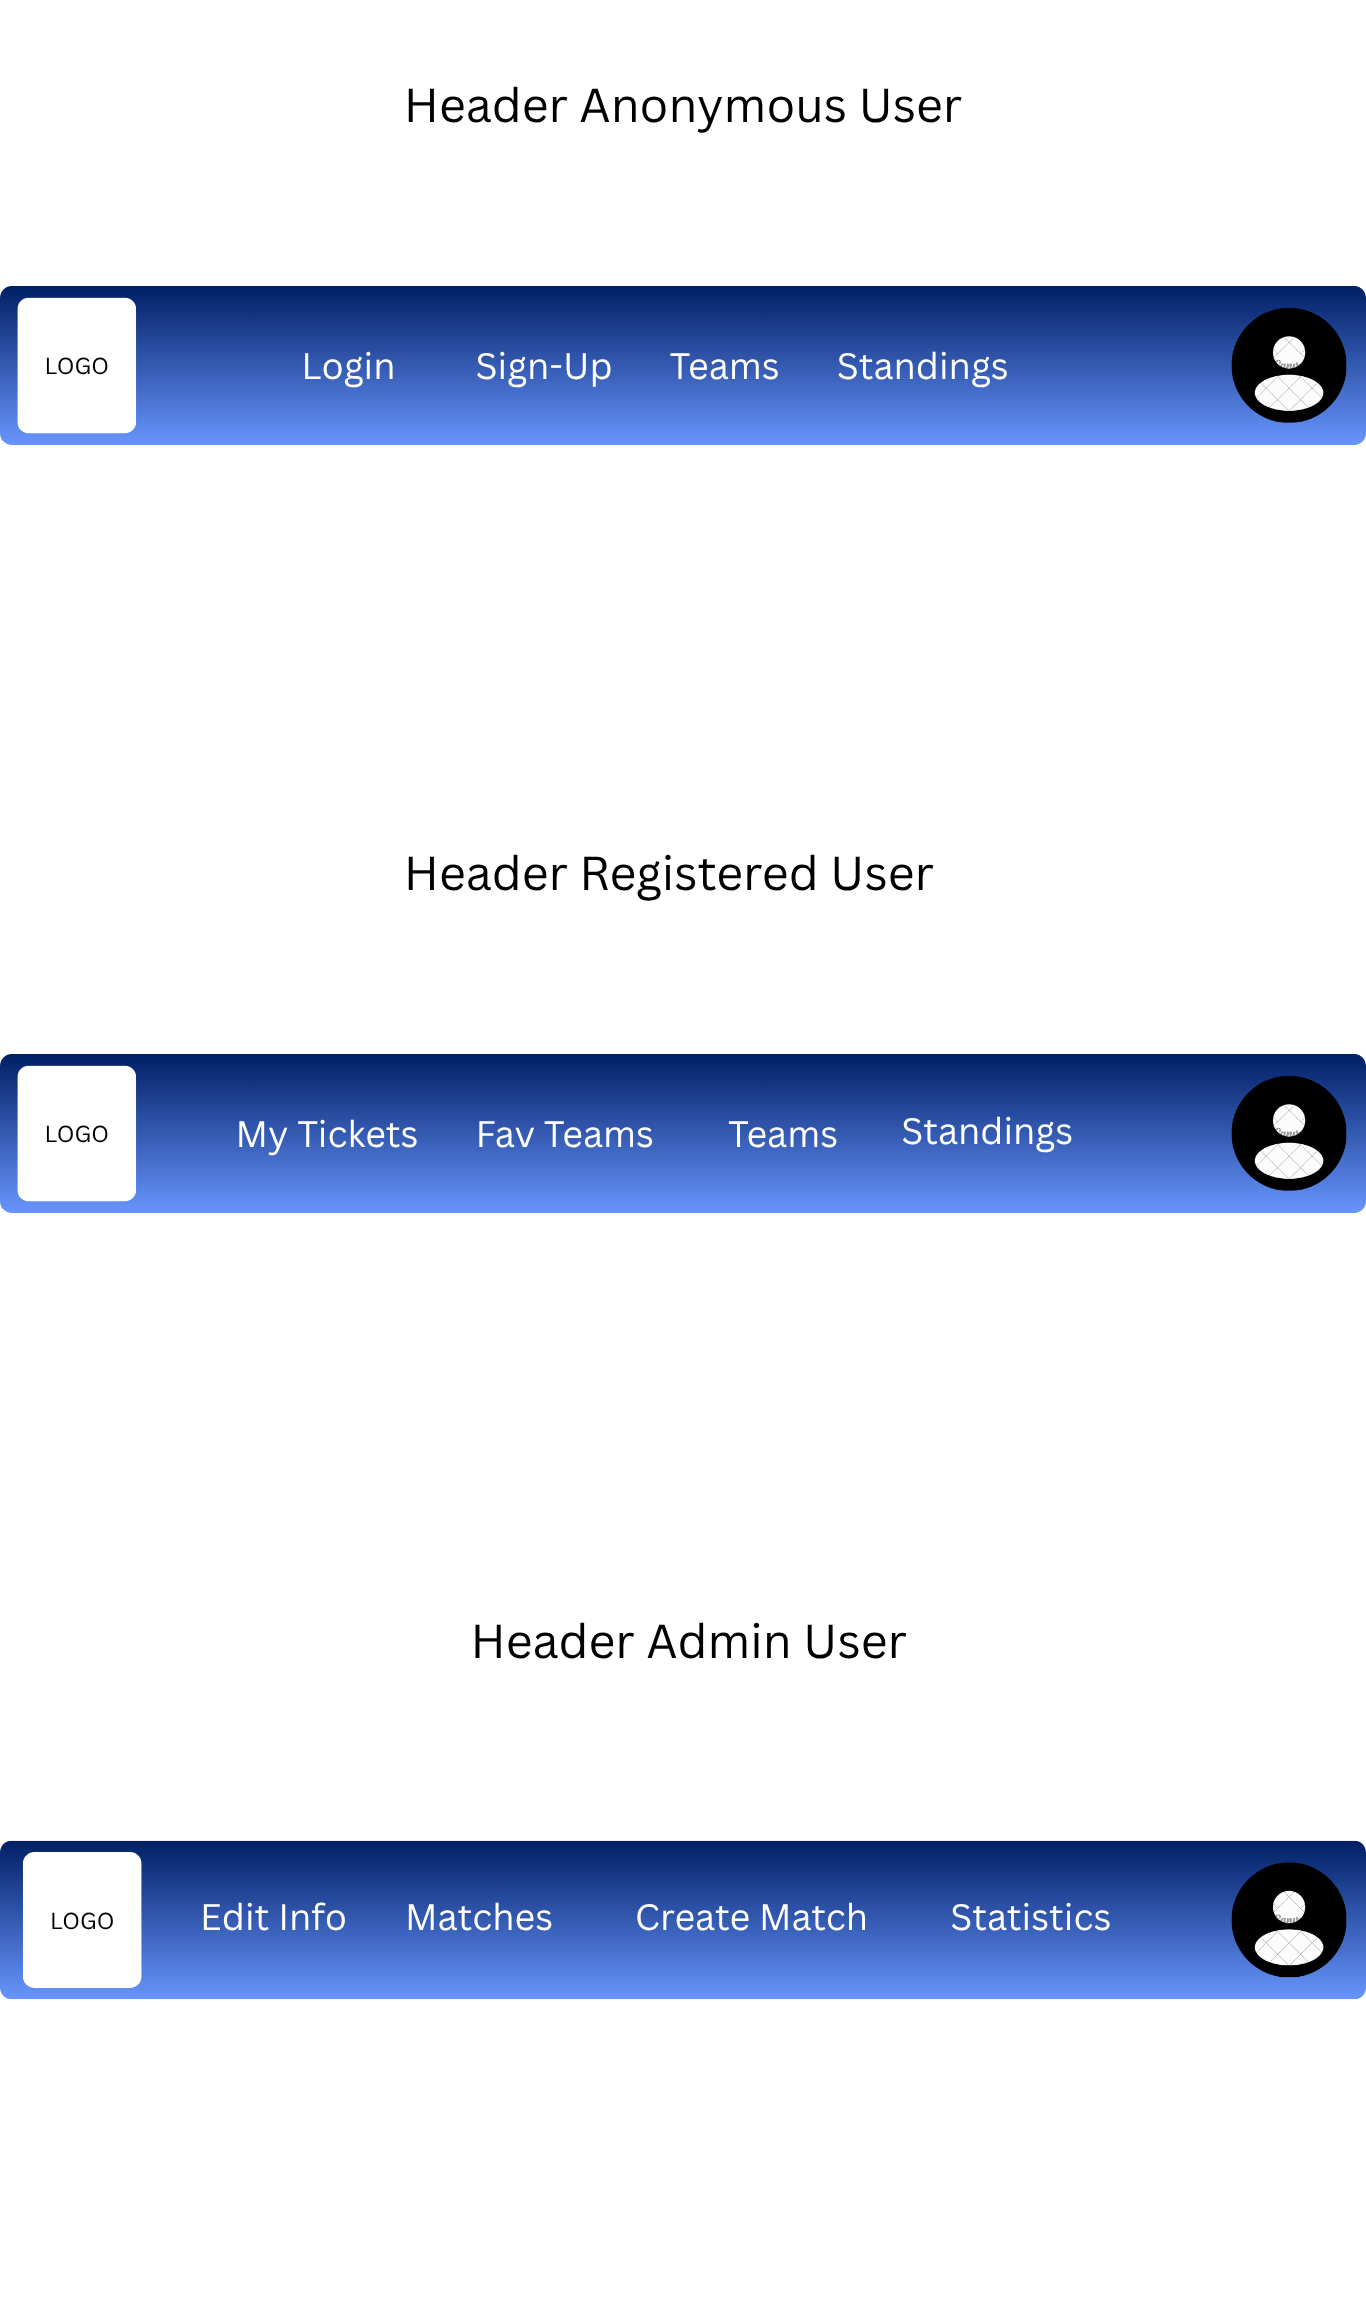 Header Anonymous User
LOGO
Login Sign-Up Teams Standings
Header Registered User
LOGO
My Tickets Fav Teams Teams Standings
Header Admin User
LOGO
Edit Info Matches Create Match Statistics